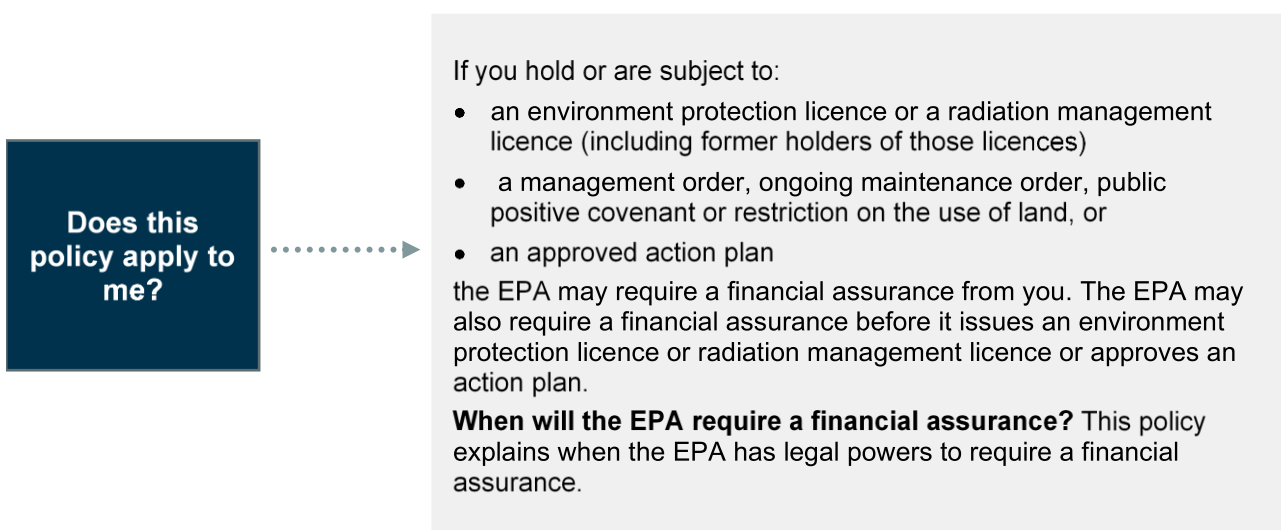 Does this
policy apply to
me?
If you hold or are subject to:
• an environment protection licence or a radiation management
licence (including former holders of those licences)
• a management order, ongoing maintenance order, public
positive covenant or restriction on the use of land, or
• an approved action plan
the EPA may require a financial assurance from you. The EPA may
also require a financial assurance before it issues an environment
protection licence or radiation management licence or approves an
action plan.
When will the EPA require a financial assurance? This policy
explains when the EPA has legal powers to require a financial
assurance.